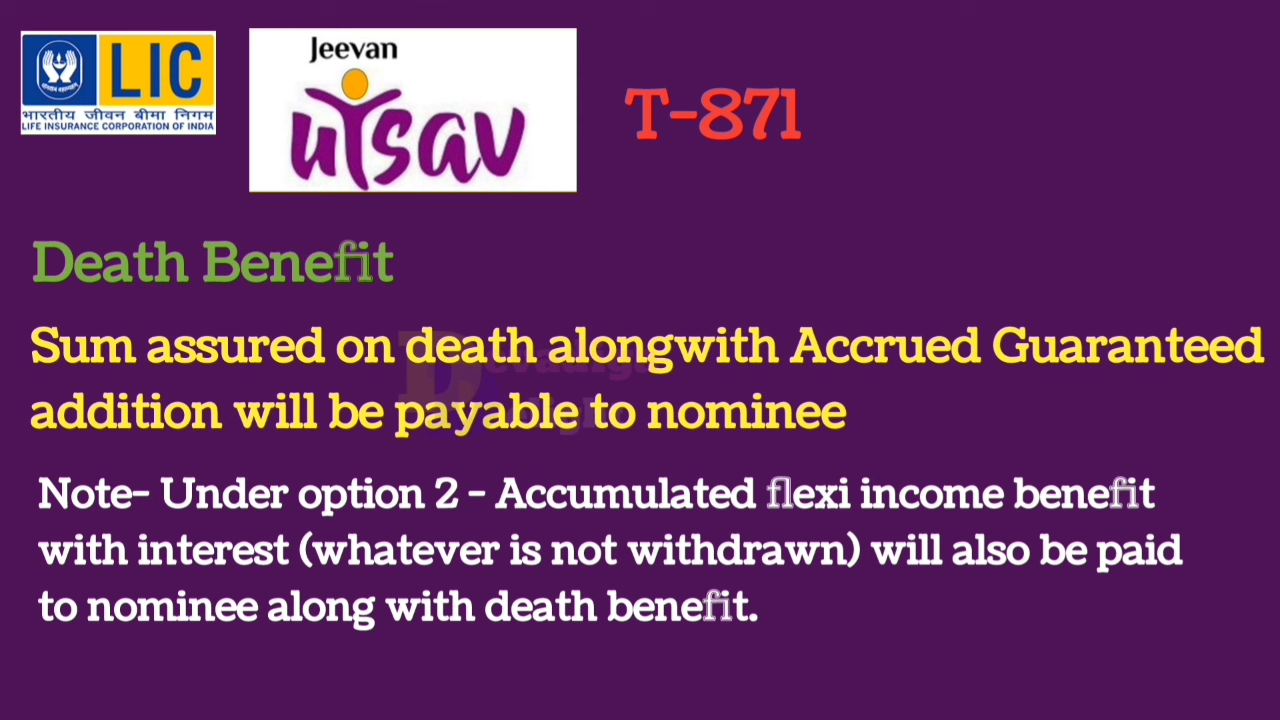 LIC
भारतीय जीवन बीमा निगम
LIFE INSURANCE CORPORATION OF INDIA
Jeevan
utsav
T-871
Death Benefit
Sum assured on death alongwith Accrued Guaranteed
addition will be payable to nominee
Note- Under option 2 - Accumulated flexi income benefit
with interest (whatever is not withdrawn) will also be paid
to nominee along with death benefit.